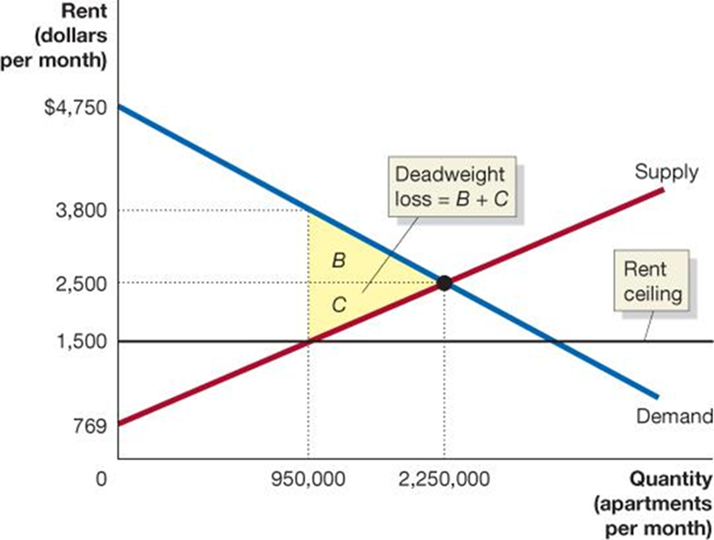 Rent
(dollars
per month)
$4,750
Deadweight
loss = B + C
Supply
3,800
B
Rent
ceiling
2,500
C
1,500
769
Demand
0
950,000
2,250,000
Quantity
(apartments
per month)